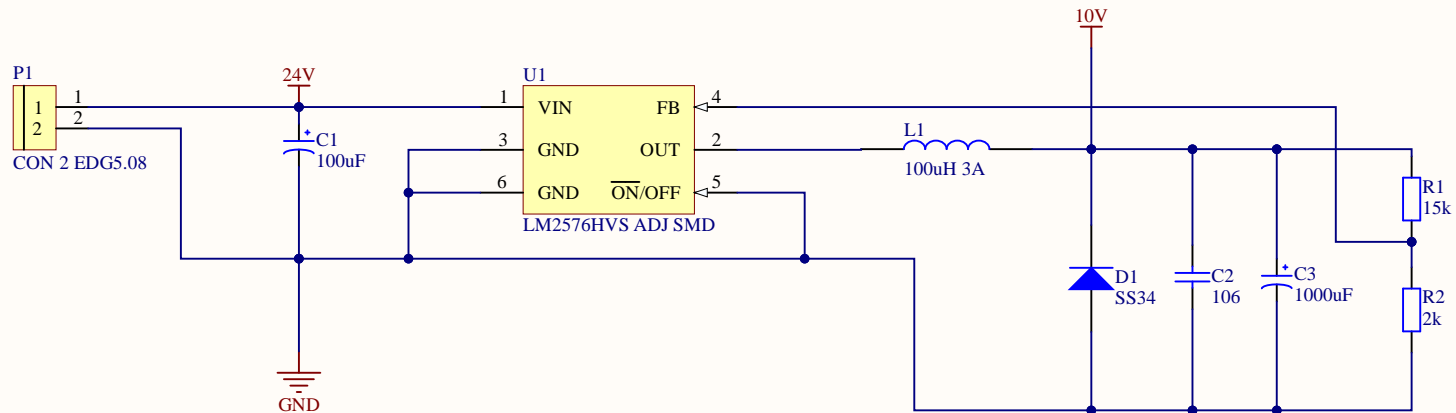 10V
P1
1
2
1
2
CON 2 EDG5.08
24V
C1
100uF
GND
U1
1
VIN
3
GND
6
GND
FB
4
OUT
2
ON/OFF
5
LM2576HVS ADJ SMD
L1
100uH 3A
D1
SS34
C2
106
C3
1000uF
R1
15k
R2
2k